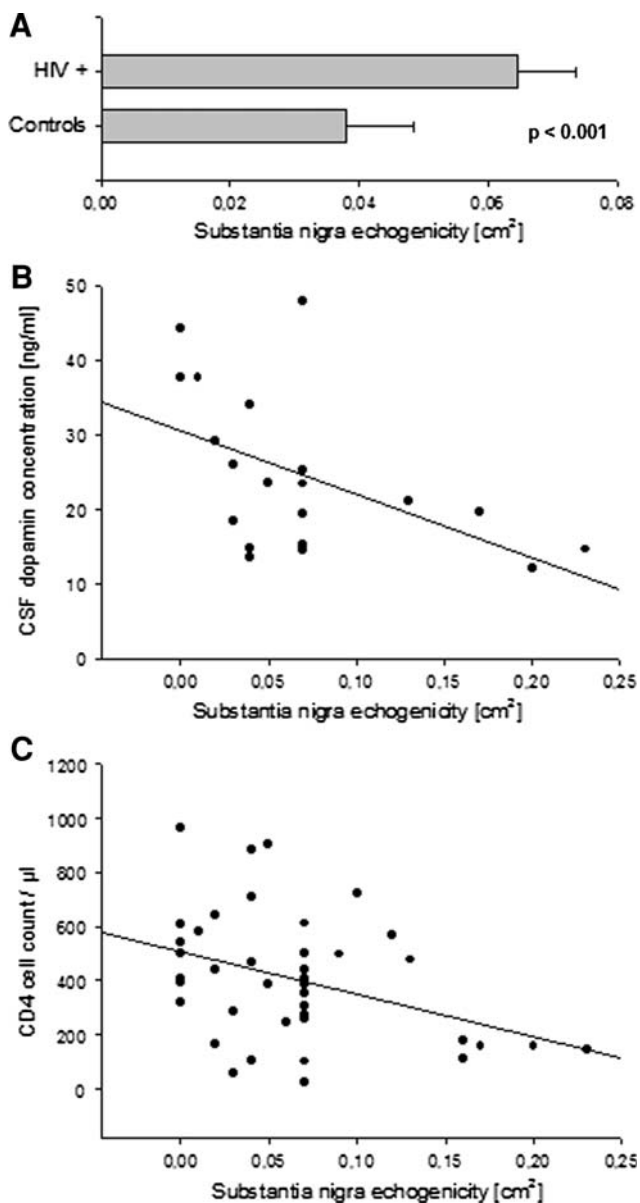 A
HIV +
Controls
p < 0.001
0,00 0,02 0,04 0,06 0,08
Substantia nigra echogenicity [cm²]
B
50
40
30
20
10
0
CSF dopamin concentration [ng/ml]
0,00 0,05 0,10 0,15 0,20 0,25
Substantia nigra echogenicity [cm²]
C
1200
1000
800
600
400
200
0
CD4 cell count / µl
0,00 0,05 0,10 0,15 0,20 0,25
Substantia nigra echogenicity [cm²]